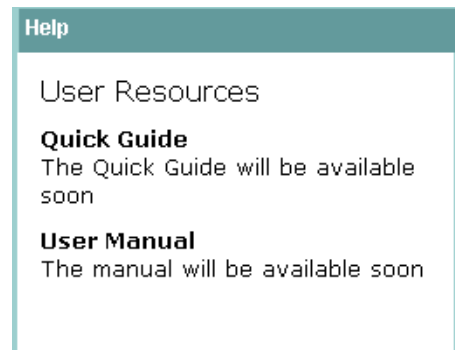 Help
User Resources
Quick Guide
The Quick Guide will be available
soon
User Manual
The manual will be available soon